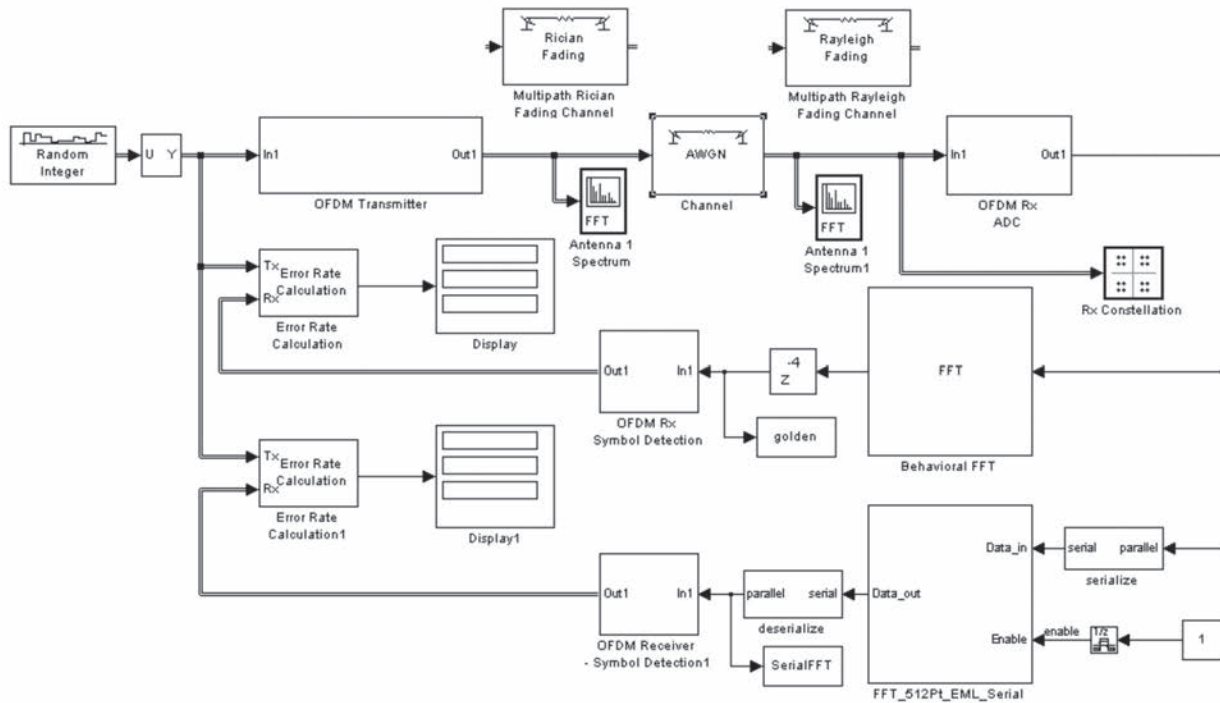 Rician
Fading
Multipath Rician
Fading Channel
Rayleigh
Fading
Multipath Rayleigh
Fading Channel
Random
Integer
U Y
In1 Out1
OFDM Transmitter
FFT
Antenna 1
Spectrum
AWGN
Channel
FFT
Antenna 1
Spectrum1
In1 Out1
OFDM Rx
ADC
Rx Constellation
Tx
Rx
Error Rate
Calculation
Error Rate
Calculation
Display
Out1 In1
OFDM Rx
Symbol Detection
-4
Z
golden
FFT
Behavioral FFT
Tx
Rx
Error Rate
Calculation
Error Rate
Calculation1
Display1
Out1 In1
OFDM Receiver
- Symbol Detection1
parallel serial
deserialize
SerialFFT
Data_in
Data_out
Enable
FFT_512Pt_EML_Serial
serial parallel
serialize
enable
1/2
1